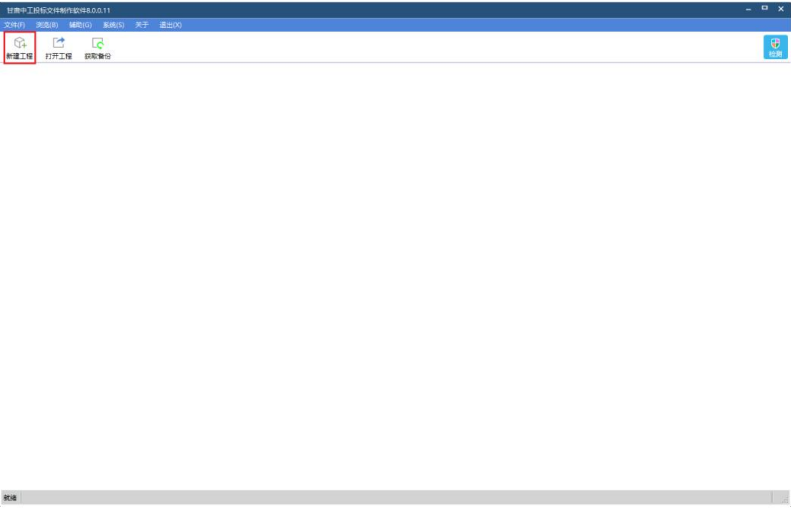 甘肃中工投标文件制作软件8.0.0.11
文件(F) 浏览(B) 辅助(G) 系统(S) 关于 退出(X)
新建工程 打开工程 获取备份 检测
就绪